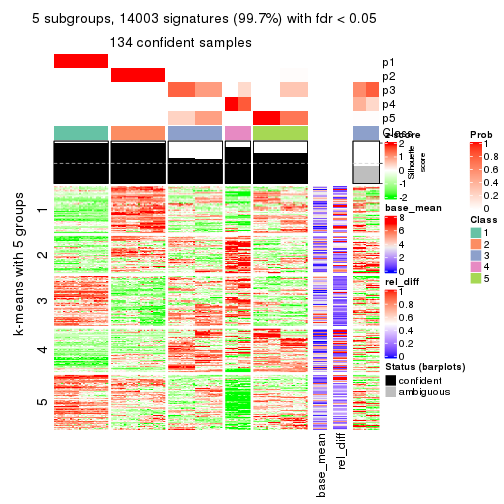 5 subgroups, 14003 signatures (99.7%) with fdr < 0.05
134 confident samples
p1
p2
p3
p4
p5
Class
Silhouette
score
k-means with 5 groups
1
2
3
4
5
base_mean
rel_diff
z-score
2
1
0
-1
-2
base_mean
8
6
4
2
0
rel_diff
1
0.8
0.6
0.4
0.2
0
Status (barplots)
confident
ambiguous
Prob
1
0.8
0.6
0.4
0.2
0
Class
1
2
3
4
5